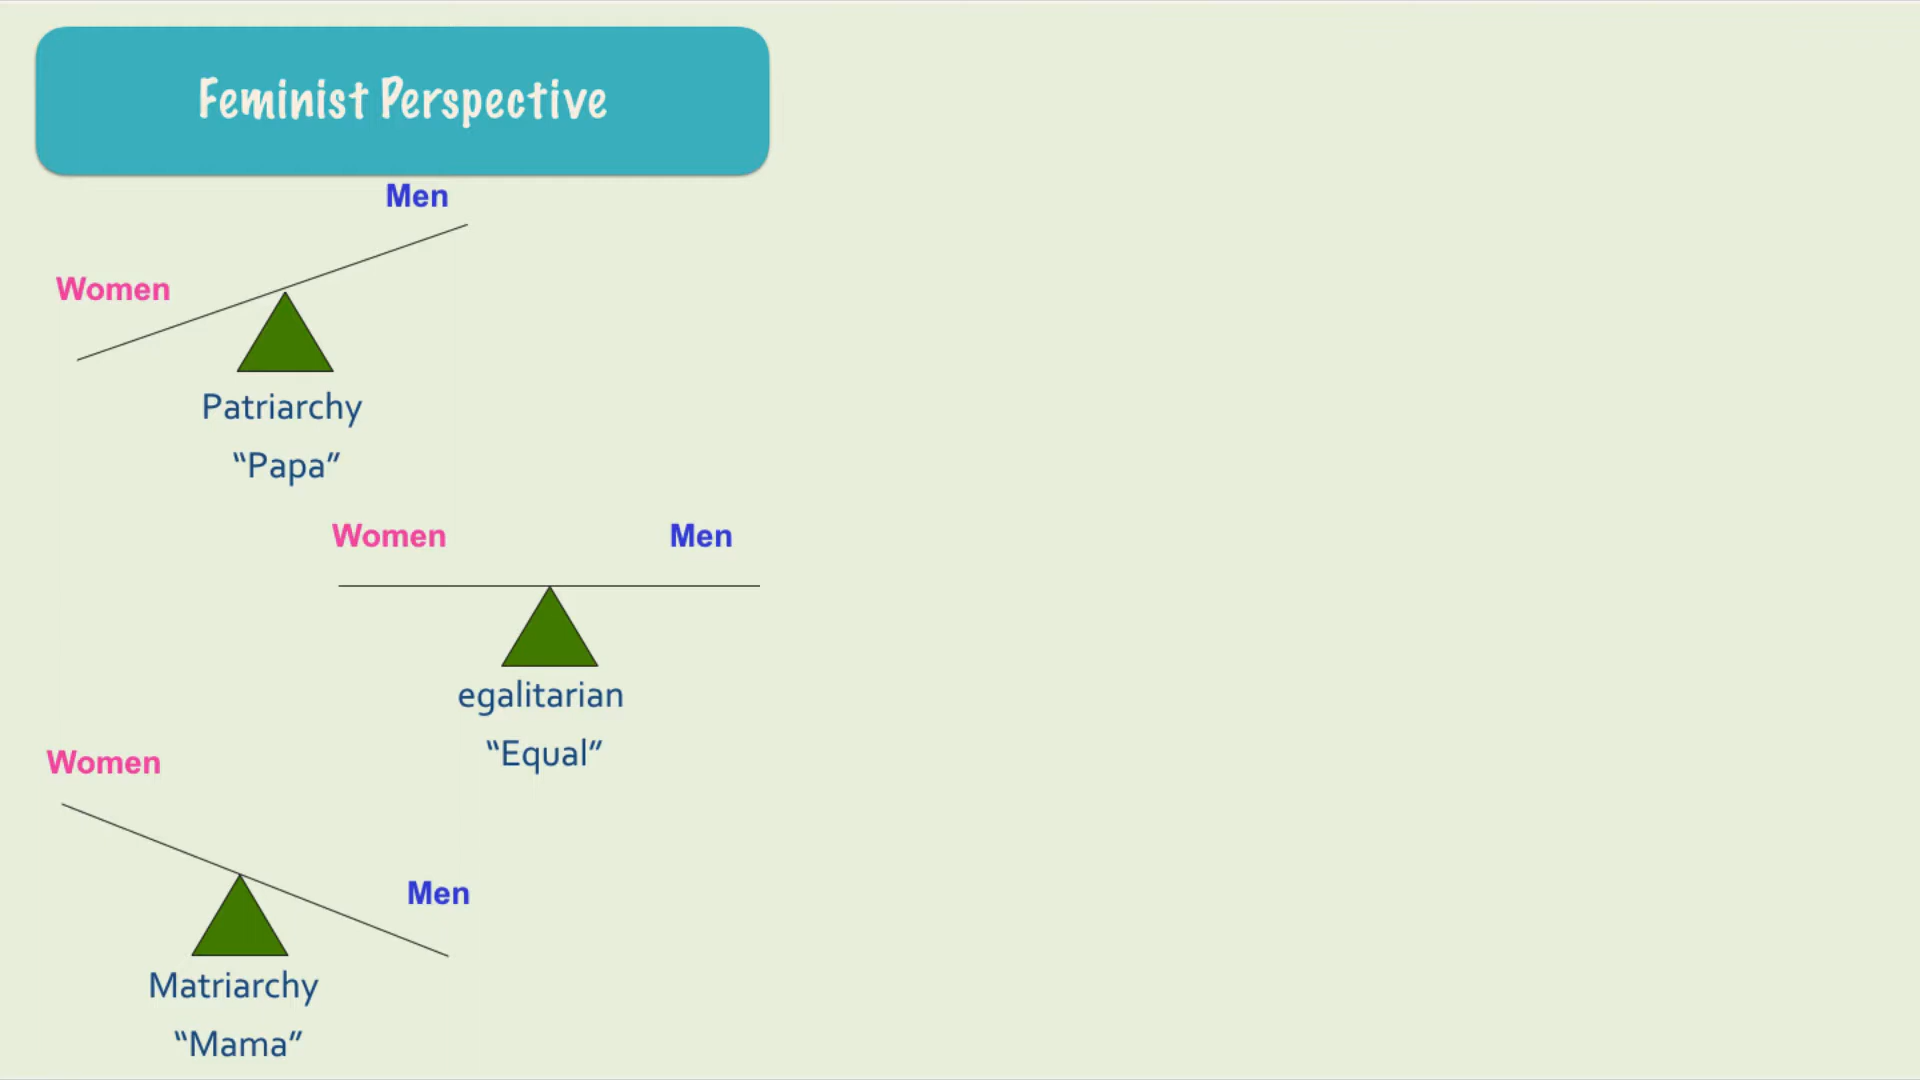 Feminist Perspective
Men
Women
Patriarchy
“Papa”
Women
Men
egalitarian
“Equal”
Women
Men
Matriarchy
“Mama”